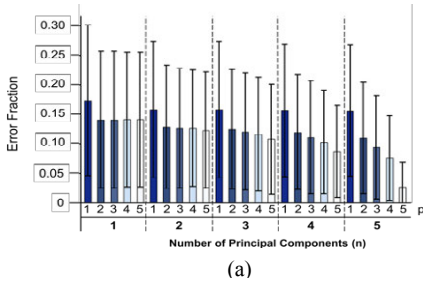 Error Fraction
0.30
0.25
0.20
0.15
0.10
0.05
0
1 2 3 4 5 1 2 3 4 5 1 2 3 4 5 1 2 3 4 5 1 2 3 4 5 p
1 2 3 4 5
Number of Principal Components (n)
(a)